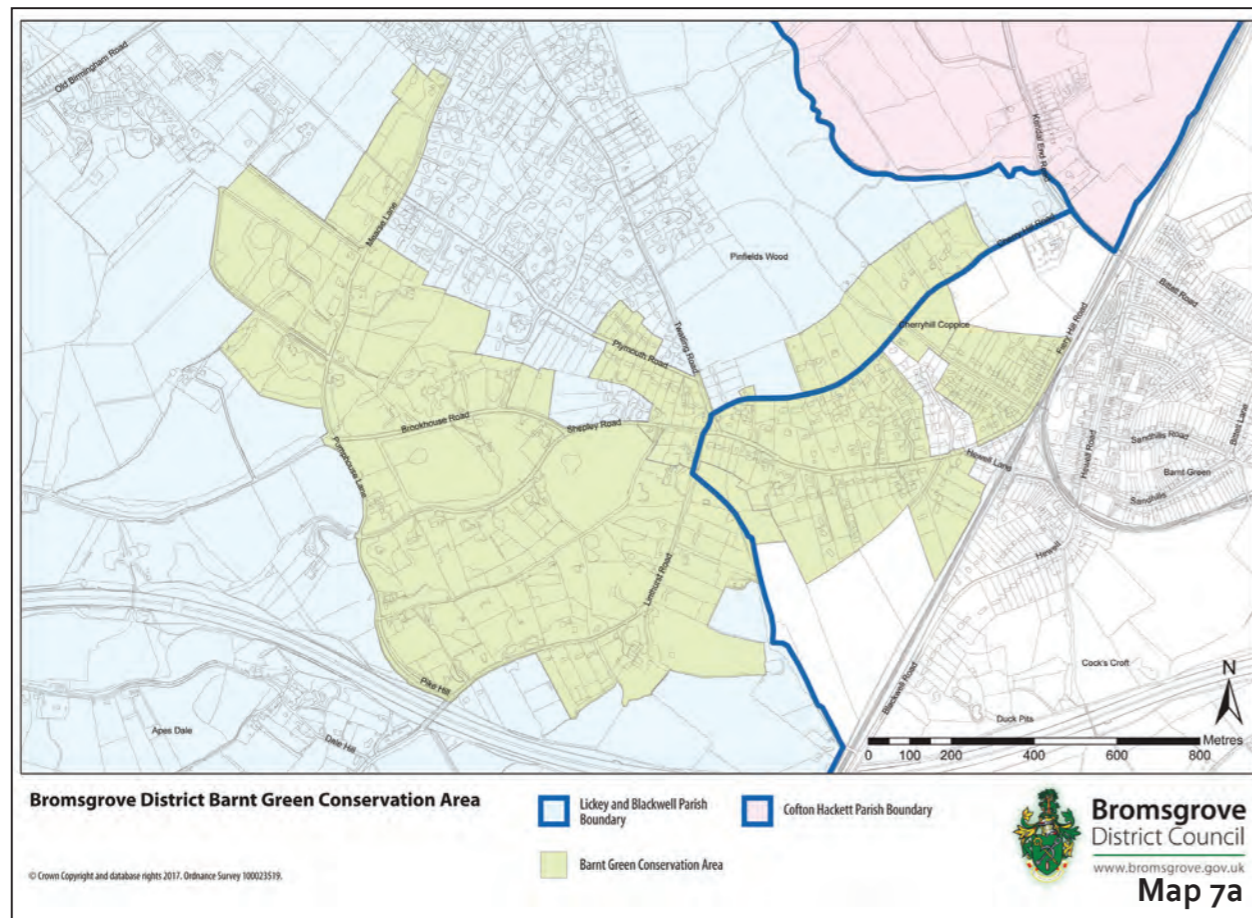 Old Birmingham Road
Kendal End Road
Mearse Lane
Cherry Hill Road
Pinfields Wood
Bittell Road
Cherryhill Coppice
Fiery Hill Road
Twatling Road
Plymouth Road
Brookhouse Road
Shepley Road
Hewell Lane
Hewell Road
Sandhills Road
Bittell Lane
Barnt Green
Sandhills
Pumphouse Lane
Hewell
Linthurst Road
Cock's Croft
Pike Hill
Blackwell Road
Duck Pits
Apes Dale
Dale Hill
N
Metres
0 100 200 400 600 800
Bromsgrove District Barnt Green Conservation Area
Lickey and Blackwell Parish
Boundary
Cofton Hackett Parish Boundary
Barnt Green Conservation Area
© Crown Copyright and database rights 2017. Ordnance Survey 100023519.
Bromsgrove
District Council
www.bromsgrove.gov.uk
Map 7a